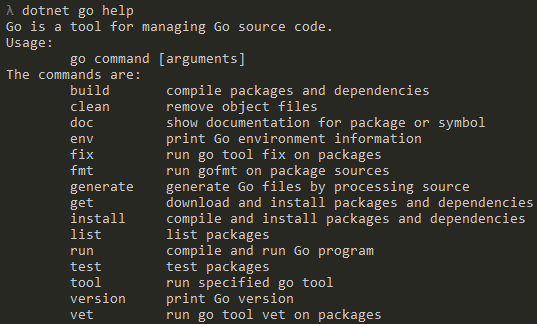 λ dotnet go help
Go is a tool for managing Go source code.
Usage:
go command [arguments]
The commands are:
build compile packages and dependencies
clean remove object files
doc show documentation for package or symbol
env print Go environment information
fix run go tool fix on packages
fmt run gofmt on package sources
generate generate Go files by processing source
get download and install packages and dependencies
install compile and install packages and dependencies
list list packages
run compile and run Go program
test test packages
tool run specified go tool
version print Go version
vet run go tool vet on packages